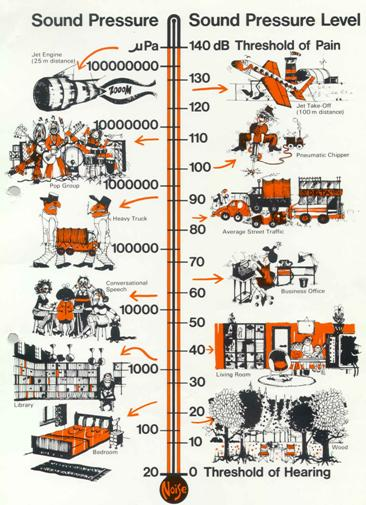 Sound Pressure
Sound Pressure Level
µPa
140 dB Threshold of Pain
Jet Engine
(25 m distance)
ZOOOM
100000000
130
Jet Take-Off
(100 m distance)
120
10000000
110
Pneumatic Chipper
100
Pop Group
1000000
90
Heavy Truck
Average Street Traffic
80
100000
70
Conversational
Speech
60
Business Office
10000
50
40
1000
Living Room
30
Library
20
100
Wood
10
Bedroom
20
0 Threshold of Hearing
Noise